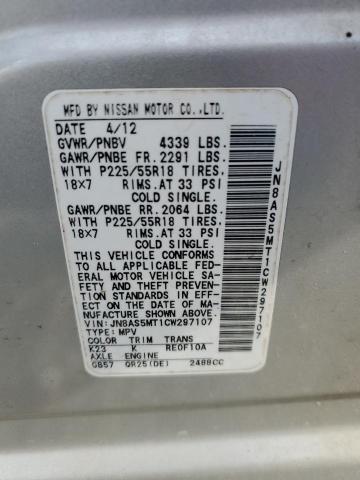 MFD BY NISSAN MOTOR CO.,LTD.
DATE 4/12
GVWR/PNBV 4339 LBS.
GAWR/PNBE FR. 2291 LBS.
WITH P225/55R18 TIRES.
18X7 RIMS. AT 33 PSI
COLD SINGLE.
GAWR/PNBE RR. 2064 LBS.
WITH P225/55R18 TIRES.
18X7 RIMS. AT 33 PSI
COLD SINGLE.
THIS VEHICLE CONFORMS
TO ALL APPLICABLE FED-
ERAL MOTOR VEHICLE SA-
FETY AND THEFT PREVENTION
STANDARDS IN EFFECT
ON THE DATE OF MA-
NUFACTURE SHOWN ABOVE.
VIN:JN8AS5MT1CW297107
TYPE: MPV
COLOR TRIM TRANS
K23 K RE0F10A
AXLE ENGINE
GB57 QR25(DE) 2488CC
JN8AS5MT1CW297107